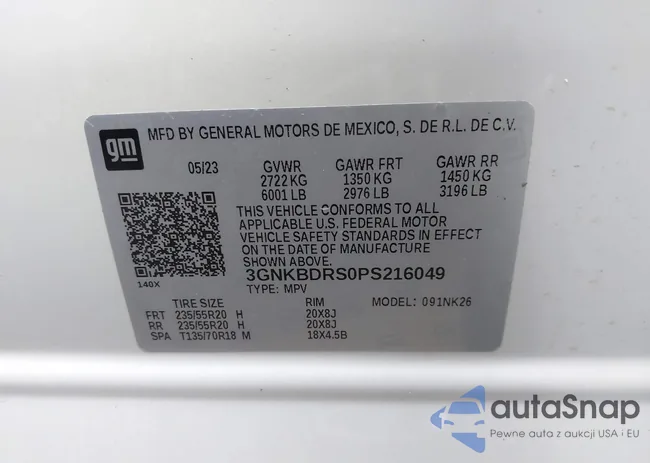 gm
MFD BY GENERAL MOTORS DE MEXICO, S. DE R.L. DE C.V.
05/23 GVWR GAWR FRT GAWR RR
2722 KG 1350 KG 1450 KG
6001 LB 2976 LB 3196 LB
THIS VEHICLE CONFORMS TO ALL
APPLICABLE U.S. FEDERAL MOTOR
VEHICLE SAFETY STANDARDS IN EFFECT
ON THE DATE OF MANUFACTURE
SHOWN ABOVE.
3GNKBDRS0PS216049
140X TYPE: MPV
TIRE SIZE RIM MODEL: 091NK26
FRT 235/55R20 H 20X8J
RR 235/55R20 H 20X8J
SPA T135/70R18 M 18X4.5B
autaSnap
Pewne auta z aukcji USA i EU